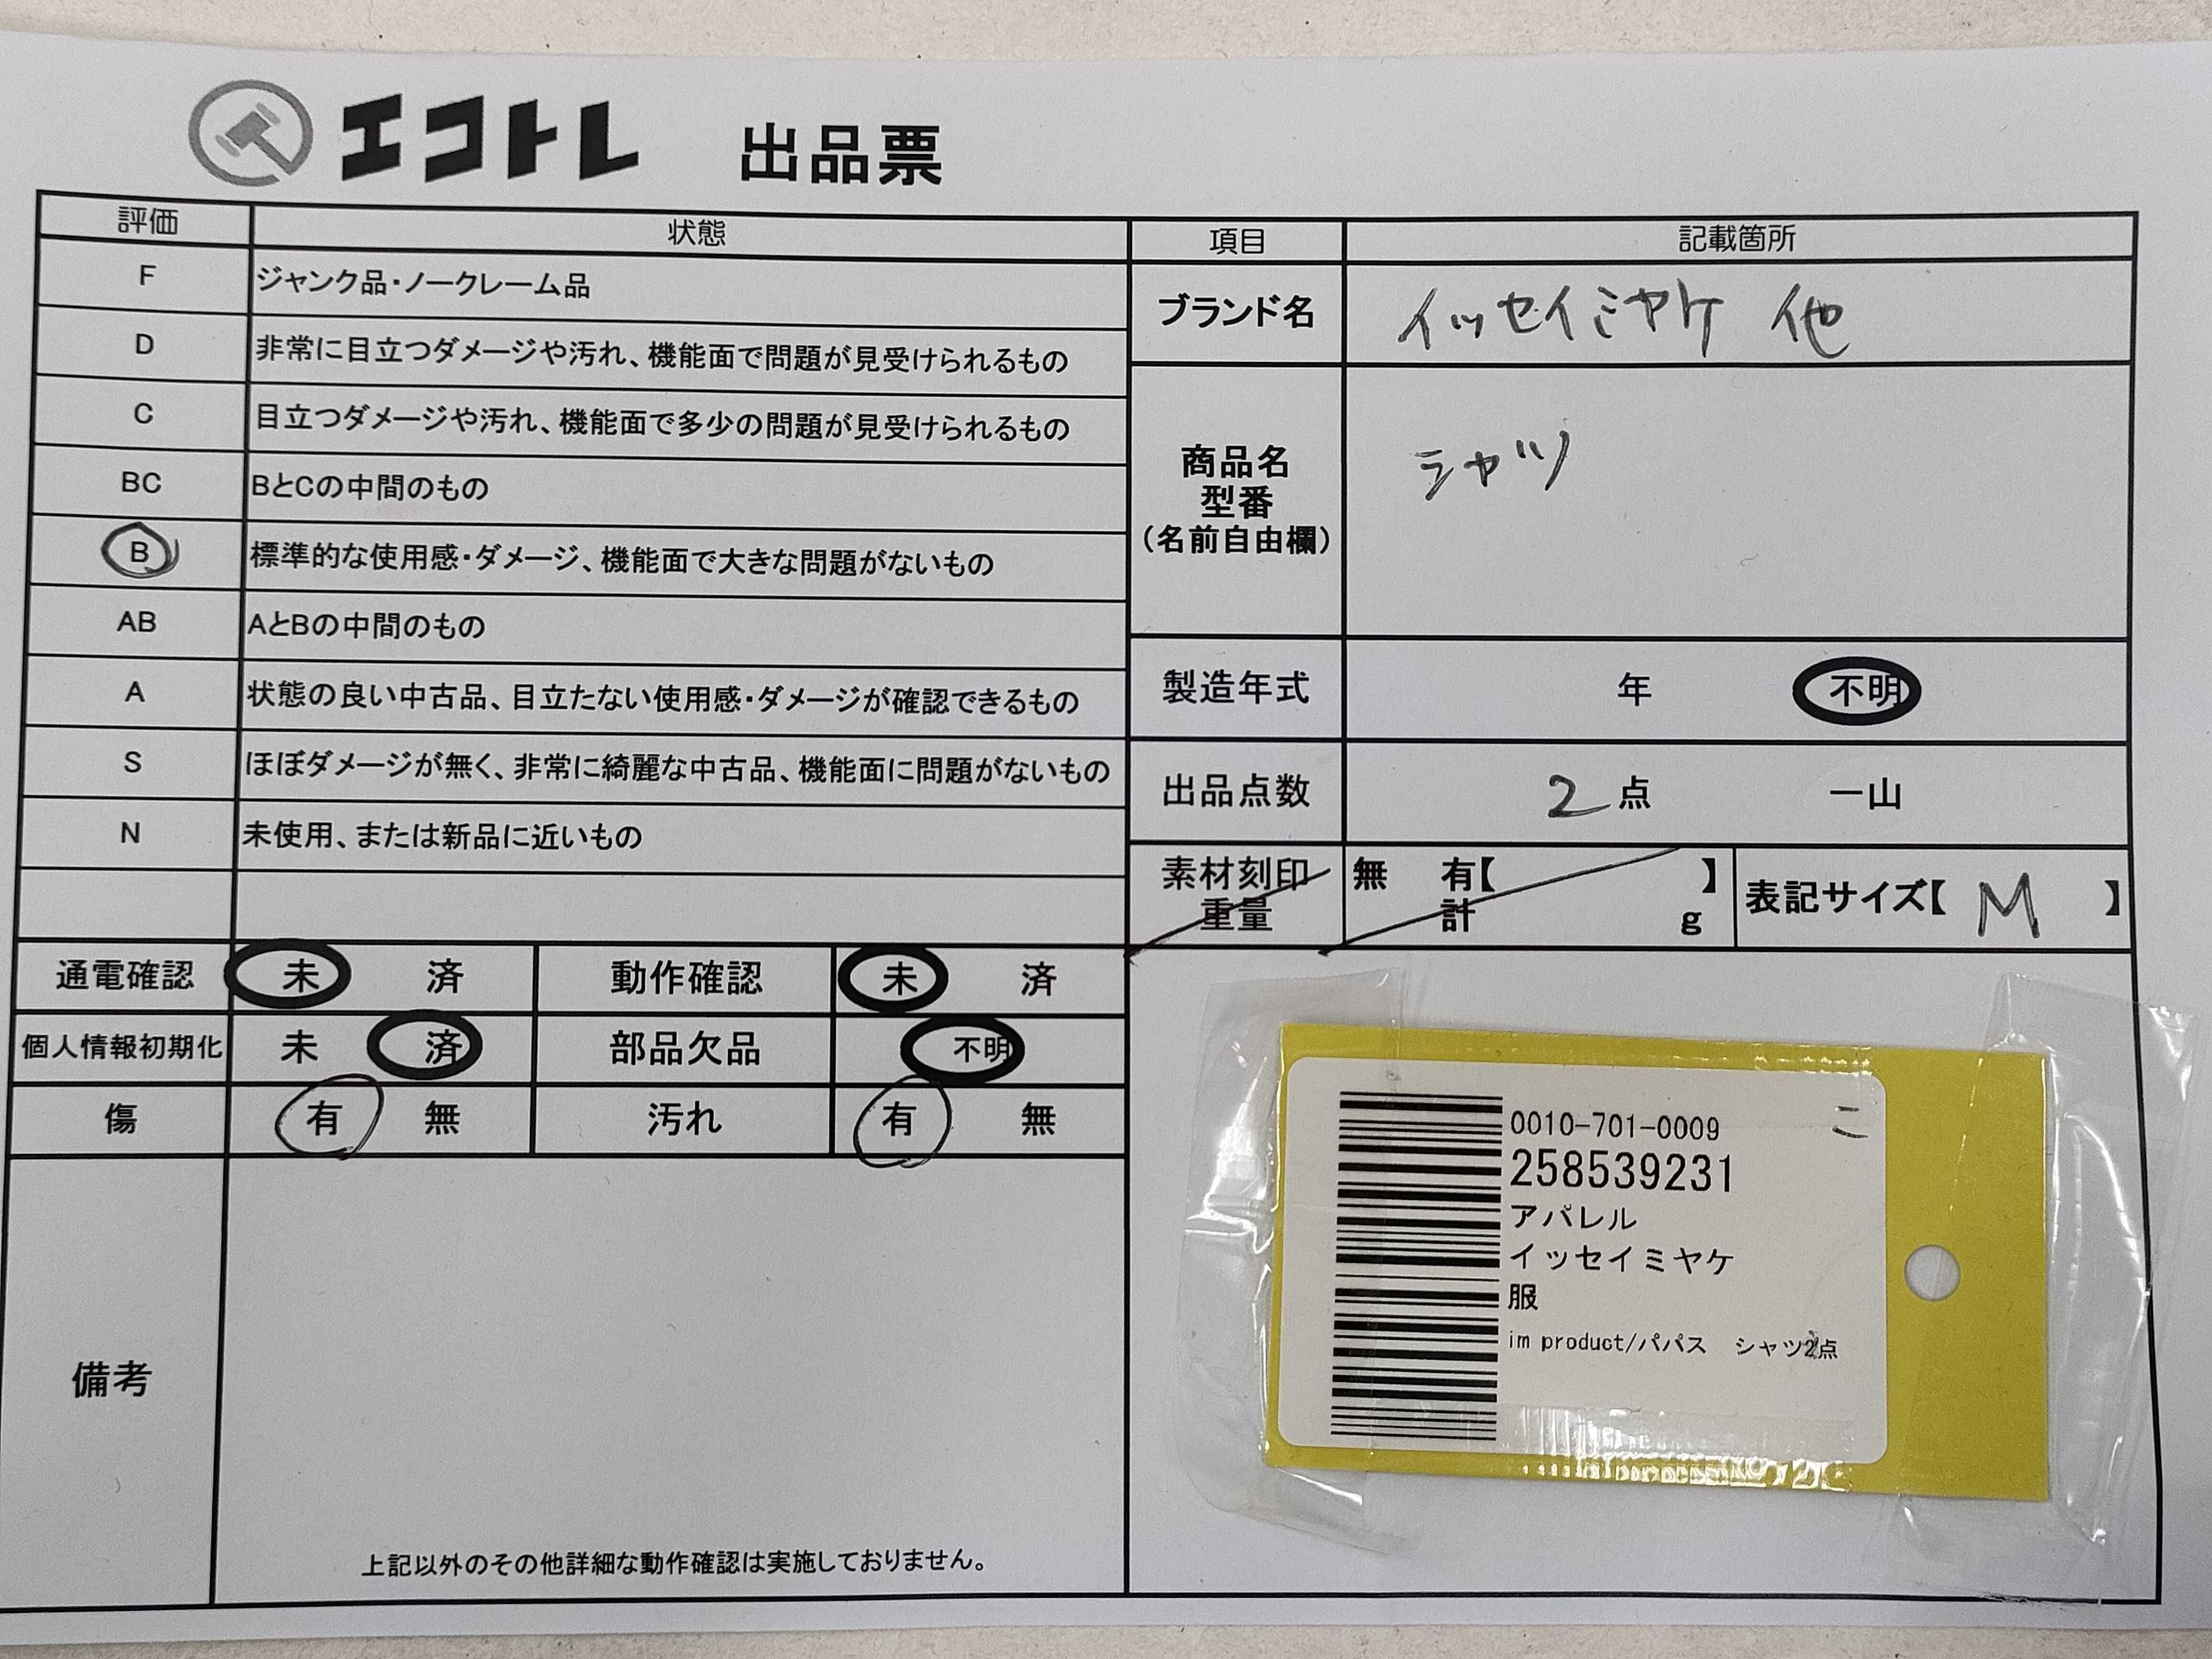 エコトレ 出品票
評価 状態
F ジャンク品・ノークレーム品
D 非常に目立つダメージや汚れ、機能面で問題が見受けられるもの
C 目立つダメージや汚れ、機能面で多少の問題が見受けられるもの
BC BとCの中間のもの
B 標準的な使用感・ダメージ、機能面で大きな問題がないもの
AB AとBの中間のもの
A 状態の良い中古品、目立たない使用感・ダメージが確認できるもの
S ほぼダメージが無く、非常に綺麗な中古品、機能面に問題がないもの
N 未使用、または新品に近いもの
通電確認 未 済 動作確認 未 済
個人情報初期化 未 済 部品欠品 不明
傷 有 無 汚れ 有 無
備考
上記以外のその他詳細な動作確認は実施しておりません。
項目 記載箇所
ブランド名 イッセイミヤケ 他
商品名
型番
(名前自由欄)
シャツ
製造年式 年 不明
出品点数 2点 一山
素材刻印 無 有【 】
重量 計 g
表記サイズ【 M 】
0010-701-0009 こ
258539231
アパレル
イッセイミヤケ
服
im product/パパス シャツ2点